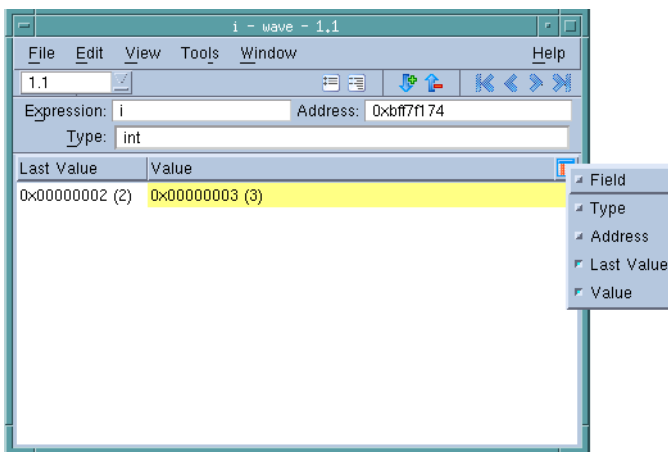 i - wave - 1.1
File Edit View Tools Window Help
1.1
Expression: i Address: 0xbff7f174
Type: int
Last Value Value
0x00000002 (2) 0x00000003 (3)
Field
Type
Address
Last Value
Value